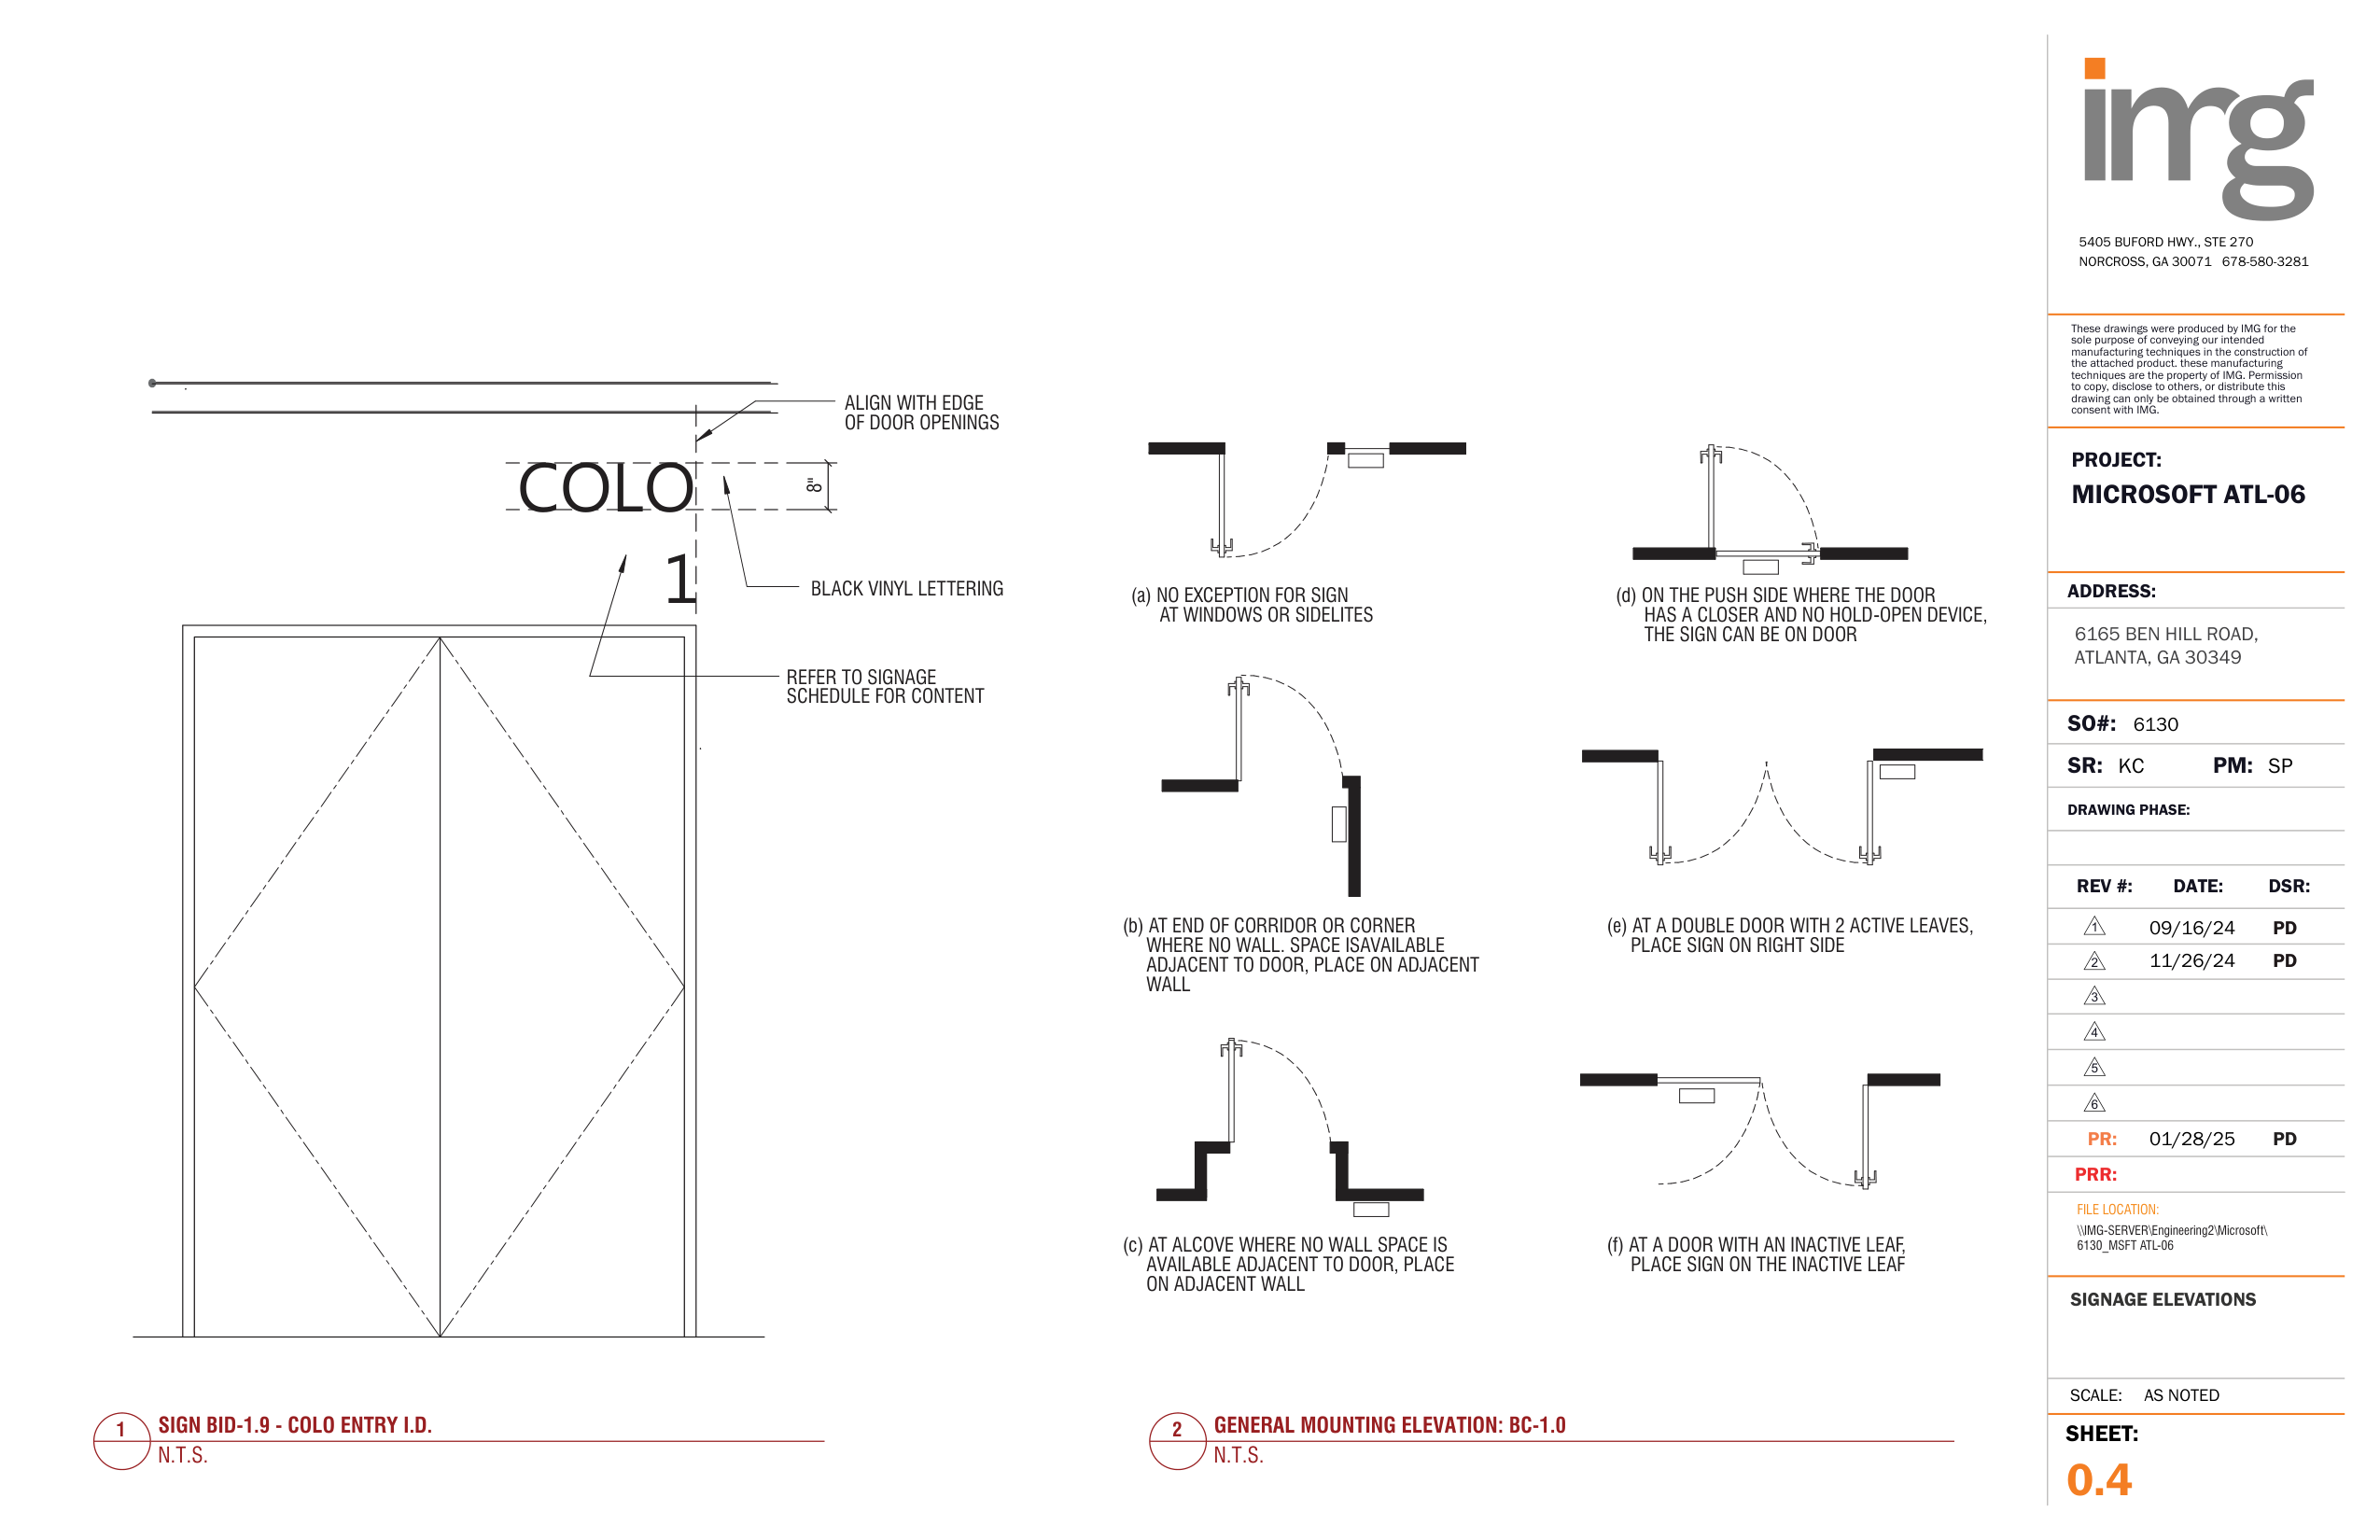 ALIGN WITH EDGE
OF DOOR OPENINGS
COLO
8"
1
BLACK VINYL LETTERING
REFER TO SIGNAGE
SCHEDULE FOR CONTENT
1
SIGN BID-1.9 - COLO ENTRY I.D.
N.T.S.
(a) NO EXCEPTION FOR SIGN
AT WINDOWS OR SIDELITES
(b) AT END OF CORRIDOR OR CORNER
WHERE NO WALL. SPACE ISAVAILABLE
ADJACENT TO DOOR, PLACE ON ADJACENT
WALL
(c) AT ALCOVE WHERE NO WALL SPACE IS
AVAILABLE ADJACENT TO DOOR, PLACE
ON ADJACENT WALL
(d) ON THE PUSH SIDE WHERE THE DOOR
HAS A CLOSER AND NO HOLD-OPEN DEVICE,
THE SIGN CAN BE ON DOOR
(e) AT A DOUBLE DOOR WITH 2 ACTIVE LEAVES,
PLACE SIGN ON RIGHT SIDE
(f) AT A DOOR WITH AN INACTIVE LEAF,
PLACE SIGN ON THE INACTIVE LEAF
2
GENERAL MOUNTING ELEVATION: BC-1.0
N.T.S.
img
5405 BUFORD HWY., STE 270
NORCROSS, GA 30071 678-580-3281
These drawings were produced by IMG for the
sole purpose of conveying our intended
manufacturing techniques in the construction of
the attached product. these manufacturing
techniques are the property of IMG. Permission
to copy, disclose to others, or distribute this
drawing can only be obtained through a written
consent with IMG.
PROJECT:
MICROSOFT ATL-06
ADDRESS:
6165 BEN HILL ROAD,
ATLANTA, GA 30349
SO#: 6130
SR: KC PM: SP
DRAWING PHASE:
REV #: DATE: DSR:
1 09/16/24 PD
2 11/26/24 PD
3
4
5
6
PR: 01/28/25 PD
PRR:
FILE LOCATION:
\\IMG-SERVER\Engineering2\Microsoft\
6130_MSFT ATL-06
SIGNAGE ELEVATIONS
SCALE: AS NOTED
SHEET:
0.4